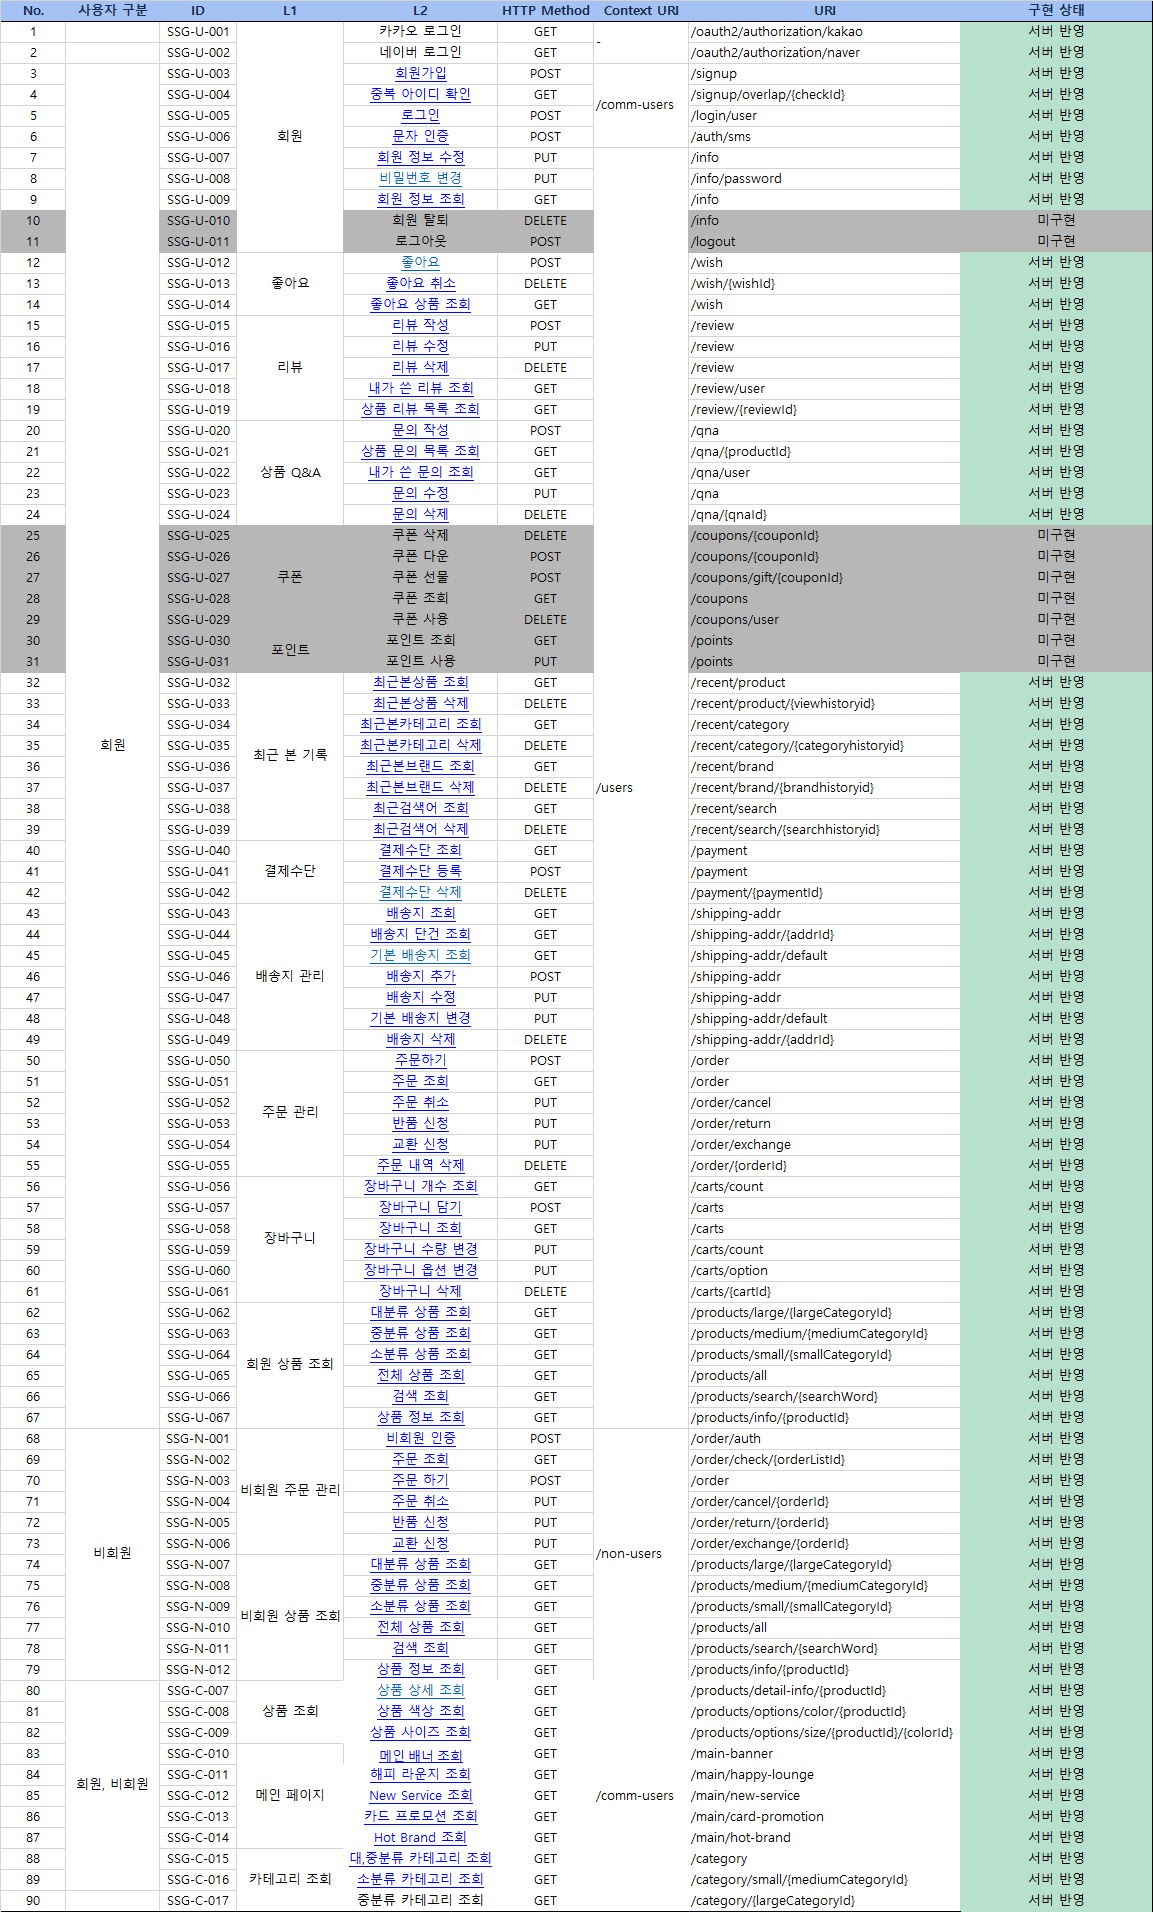 No. 사용자 구분 ID L1 L2 HTTP Method Context URI URI 구현 상태
1 SSG-U-001 카카오 로그인 GET /oauth2/authorization/kakao 서버 반영
-
2 SSG-U-002 네이버 로그인 GET /oauth2/authorization/naver 서버 반영
3 SSG-U-003 회원가입 POST /signup 서버 반영
4 SSG-U-004 중복 아이디 확인 GET /signup/overlap/{checkId} 서버 반영
/comm-users
5 SSG-U-005 로그인 POST /login/user 서버 반영
6 SSG-U-006 회원 문자 인증 POST /auth/sms 서버 반영
7 SSG-U-007 회원 정보 수정 PUT /info 서버 반영
8 SSG-U-008 비밀번호 변경 PUT /info/password 서버 반영
9 SSG-U-009 회원 정보 조회 GET /info 서버 반영
10 SSG-U-010 회원 탈퇴 DELETE /info 미구현
11 SSG-U-011 로그아웃 POST /logout 미구현
12 SSG-U-012 좋아요 POST /wish 서버 반영
13 SSG-U-013 좋아요 좋아요 취소 DELETE /wish/{wishId} 서버 반영
14 SSG-U-014 좋아요 상품 조회 GET /wish 서버 반영
15 SSG-U-015 리뷰 작성 POST /review 서버 반영
16 SSG-U-016 리뷰 수정 PUT /review 서버 반영
17 SSG-U-017 리뷰 리뷰 삭제 DELETE /review 서버 반영
18 SSG-U-018 내가 쓴 리뷰 조회 GET /review/user 서버 반영
19 SSG-U-019 상품 리뷰 목록 조회 GET /review/{reviewId} 서버 반영
20 SSG-U-020 문의 작성 POST /qna 서버 반영
21 SSG-U-021 상품 문의 목록 조회 GET /qna/{productId} 서버 반영
22 SSG-U-022 상품 Q&A 내가 쓴 문의 조회 GET /qna/user 서버 반영
23 SSG-U-023 문의 수정 PUT /qna 서버 반영
24 SSG-U-024 문의 삭제 DELETE /qna/{qnaId} 서버 반영
25 SSG-U-025 쿠폰 삭제 DELETE /coupons/{couponId} 미구현
26 SSG-U-026 쿠폰 다운 POST /coupons/{couponId} 미구현
27 SSG-U-027 쿠폰 쿠폰 선물 POST /coupons/gift/{couponId} 미구현
28 SSG-U-028 쿠폰 조회 GET /coupons 미구현
29 SSG-U-029 쿠폰 사용 DELETE /coupons/user 미구현
30 SSG-U-030 포인트 조회 GET /points 미구현
포인트
31 SSG-U-031 포인트 사용 PUT /points 미구현
32 SSG-U-032 최근본상품 조회 GET /recent/product 서버 반영
33 SSG-U-033 최근본상품 삭제 DELETE /recent/product/{viewhistoryid} 서버 반영
34 SSG-U-034 최근본카테고리 조회 GET /recent/category 서버 반영
35 회원 SSG-U-035 최근본카테고리 삭제 DELETE /recent/category/{categoryhistoryid} 서버 반영
최근 본 기록
36 SSG-U-036 최근본브랜드 조회 GET /recent/brand 서버 반영
37 SSG-U-037 최근본브랜드 삭제 DELETE /users /recent/brand/{brandhistoryid} 서버 반영
38 SSG-U-038 최근검색어 조회 GET /recent/search 서버 반영
39 SSG-U-039 최근검색어 삭제 DELETE /recent/search/{searchhistoryid} 서버 반영
40 SSG-U-040 결제수단 조회 GET /payment 서버 반영
41 SSG-U-041 결제수단 결제수단 등록 POST /payment 서버 반영
42 SSG-U-042 결제수단 삭제 DELETE /payment/{paymentId} 서버 반영
43 SSG-U-043 배송지 조회 GET /shipping-addr 서버 반영
44 SSG-U-044 배송지 단건 조회 GET /shipping-addr/{addrId} 서버 반영
45 SSG-U-045 기본 배송지 조회 GET /shipping-addr/default 서버 반영
46 SSG-U-046 배송지 관리 배송지 추가 POST /shipping-addr 서버 반영
47 SSG-U-047 배송지 수정 PUT /shipping-addr 서버 반영
48 SSG-U-048 기본 배송지 변경 PUT /shipping-addr/default 서버 반영
49 SSG-U-049 배송지 삭제 DELETE /shipping-addr/{addrId} 서버 반영
50 SSG-U-050 주문하기 POST /order 서버 반영
51 SSG-U-051 주문 조회 GET /order 서버 반영
52 SSG-U-052 주문 취소 PUT /order/cancel 서버 반영
주문 관리
53 SSG-U-053 반품 신청 PUT /order/return 서버 반영
54 SSG-U-054 교환 신청 PUT /order/exchange 서버 반영
55 SSG-U-055 주문 내역 삭제 DELETE /order/{orderId} 서버 반영
56 SSG-U-056 장바구니 개수 조회 GET /carts/count 서버 반영
57 SSG-U-057 장바구니 담기 POST /carts 서버 반영
58 SSG-U-058 장바구니 조회 GET /carts 서버 반영
장바구니
59 SSG-U-059 장바구니 수량 변경 PUT /carts/count 서버 반영
60 SSG-U-060 장바구니 옵션 변경 PUT /carts/option 서버 반영
61 SSG-U-061 장바구니 삭제 DELETE /carts/{cartId} 서버 반영
62 SSG-U-062 대분류 상품 조회 GET /products/large/{largeCategoryId} 서버 반영
63 SSG-U-063 중분류 상품 조회 GET /products/medium/{mediumCategoryId} 서버 반영
64 SSG-U-064 소분류 상품 조회 GET /products/small/{smallCategoryId} 서버 반영
회원 상품 조회
65 SSG-U-065 전체 상품 조회 GET /products/all 서버 반영
66 SSG-U-066 검색 조회 GET /products/search/{searchWord} 서버 반영
67 SSG-U-067 상품 정보 조회 GET /products/info/{productId} 서버 반영
68 SSG-N-001 비회원 인증 POST /order/auth 서버 반영
69 SSG-N-002 주문 조회 GET /order/check/{orderListId} 서버 반영
70 SSG-N-003 주문 하기 POST /order 서버 반영
비회원 주문 관리
71 SSG-N-004 주문 취소 PUT /order/cancel/{orderId} 서버 반영
72 SSG-N-005 반품 신청 PUT /order/return/{orderId} 서버 반영
73 SSG-N-006 교환 신청 PUT /order/exchange/{orderId} 서버 반영
비회원 /non-users
74 SSG-N-007 대분류 상품 조회 GET /products/large/{largeCategoryId} 서버 반영
75 SSG-N-008 중분류 상품 조회 GET /products/medium/{mediumCategoryId} 서버 반영
76 SSG-N-009 소분류 상품 조회 GET /products/small/{smallCategoryId} 서버 반영
비회원 상품 조회
77 SSG-N-010 전체 상품 조회 GET /products/all 서버 반영
78 SSG-N-011 검색 조회 GET /products/search/{searchWord} 서버 반영
79 SSG-N-012 상품 정보 조회 GET /products/info/{productId} 서버 반영
80 SSG-C-007 상품 상세 조회 GET /products/detail-info/{productId} 서버 반영
81 SSG-C-008 상품 조회 상품 색상 조회 GET /products/options/color/{productId} 서버 반영
82 SSG-C-009 상품 사이즈 조회 GET /products/options/size/{productId}/{colorId} 서버 반영
83 SSG-C-010 메인 배너 조회 GET /main-banner 서버 반영
84 SSG-C-011 해피 라운지 조회 GET /main/happy-lounge 서버 반영
회원, 비회원
85 SSG-C-012 메인 페이지 New Service 조회 GET /comm-users /main/new-service 서버 반영
86 SSG-C-013 카드 프로모션 조회 GET /main/card-promotion 서버 반영
87 SSG-C-014 Hot Brand 조회 GET /main/hot-brand 서버 반영
88 SSG-C-015 대,중분류 카테고리 조회 GET /category 서버 반영
89 SSG-C-016 카테고리 조회 소분류 카테고리 조회 GET /category/small/{mediumCategoryId} 서버 반영
90 SSG-C-017 중분류 카테고리 조회 GET /category/{largeCategoryId} 서버 반영